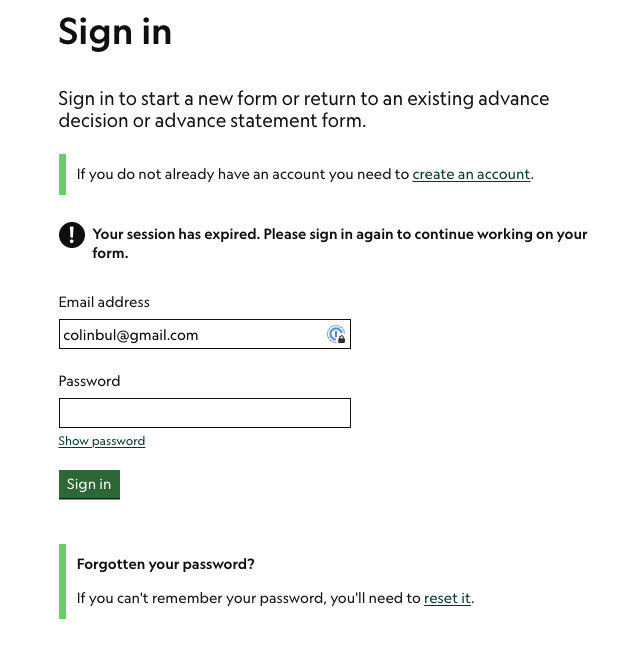 Sign in
Sign in to start a new form or return to an existing advance
decision or advance statement form.
If you do not already have an account you need to create an account.
! Your session has expired. Please sign in again to continue working on your
form.
Email address
colinbul@gmail.com
Password
Show password
Sign in
Forgotten your password?
If you can't remember your password, you'll need to reset it.